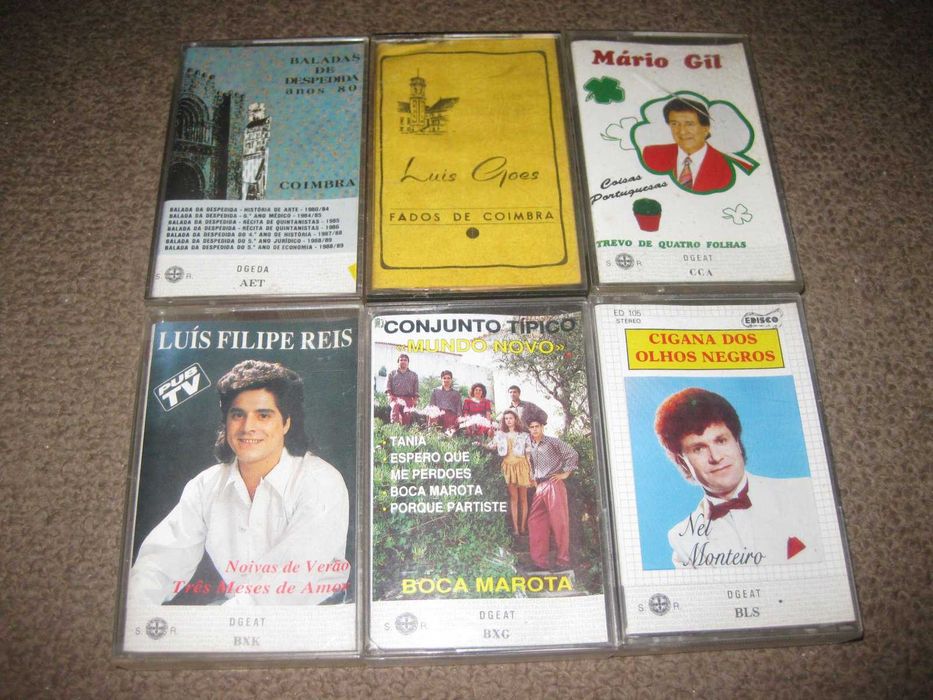 BALADAS
DE
DESPEDIDA
anos 80
COIMBRA
BALADA DA DESPEDIDA - HISTÓRIA DE ARTE - 1980/84
BALADA DA DESPEDIDA - 6.º ANO MÉDICO - 1984/85
BALADA DA DESPEDIDA - RÉCITA DE QUINTANISTAS - 1985
BALADA DA DESPEDIDA - RÉCITA DE QUINTANISTAS - 1986
BALADA DA DESPEDIDA DO 4.º ANO DE HISTÓRIA - 1987/88
BALADA DA DESPEDIDA DO 5.º ANO JURÍDICO - 1988/89
BALADA DA DESPEDIDA DO 5.º ANO DE ECONOMIA - 1988/89
S. R.
DGEDA
AET
Luis Goes
FADOS DE COIMBRA
Mário Gil
Coisas
Portuguesas
TREVO DE QUATRO FOLHAS
S. R.
DGEAT
CCA
LUÍS FILIPE REIS
PUB
TV
Noivas de Verão
Três Meses de Amor
S. R.
DGEAT
BXK
CONJUNTO TÍPICO
«MUNDO NOVO»
· TANIA
· ESPERO QUE
ME PERDOES
· BOCA MAROTA
· PORQUE PARTISTE
BOCA MAROTA
S. R.
DGEAT
BXG
ED 105
STEREO
EDISCO
CIGANA DOS
OLHOS NEGROS
Nel
Monteiro
S. R.
DGEAT
BLS